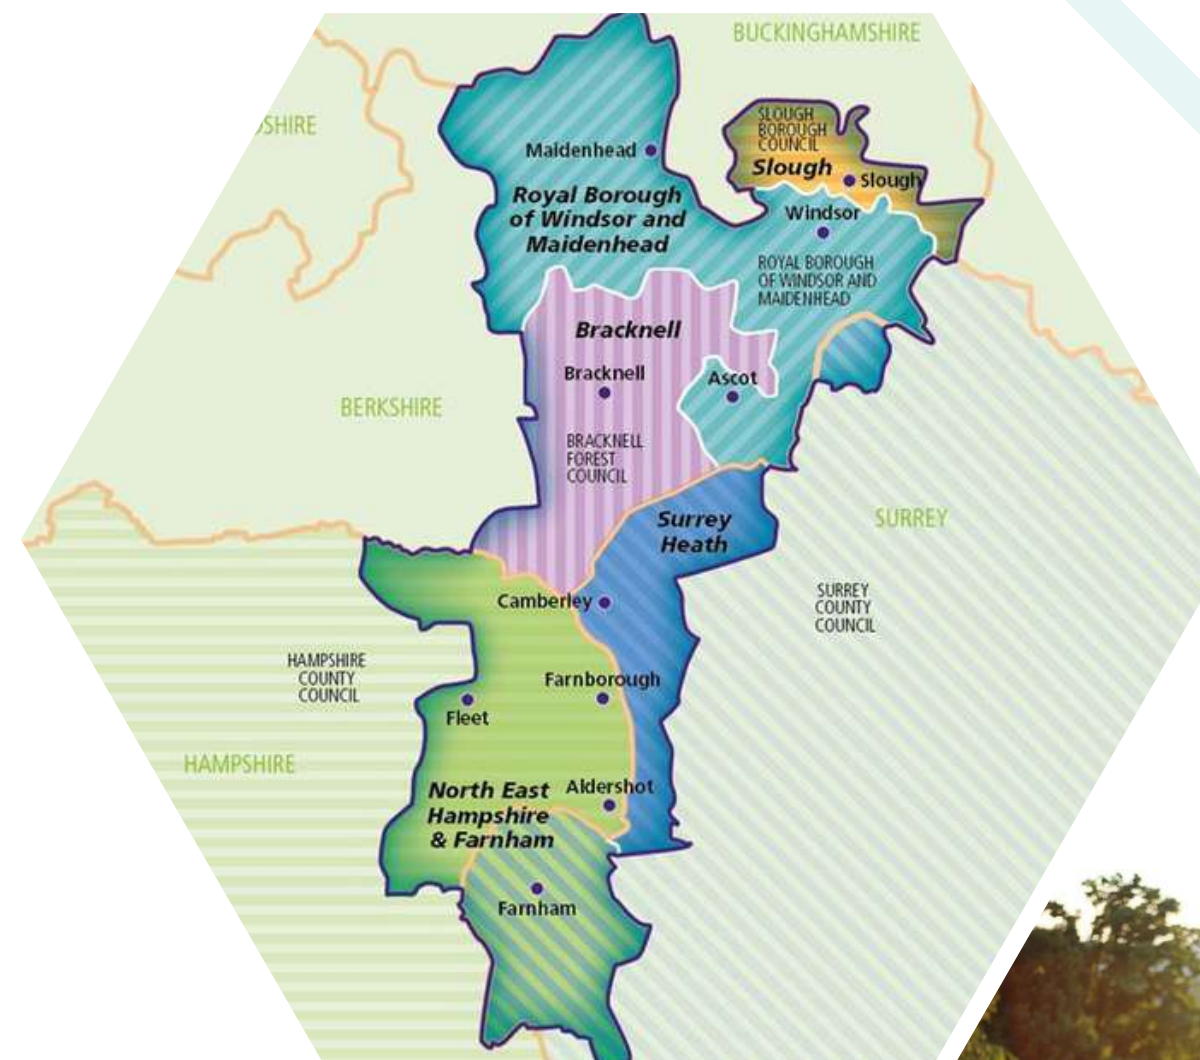 BUCKINGHAMSHIRE
SLOUGH
BOROUGH
COUNCIL
Slough
Slough
Maidenhead
Royal Borough
of Windsor and
Maidenhead
Windsor
ROYAL BOROUGH
OF WINDSOR AND
MAIDENHEAD
Bracknell
Bracknell
Ascot
BERKSHIRE
BRACKNELL
FOREST
COUNCIL
Surrey
Heath
SURREY
SURREY
COUNTY
COUNCIL
Camberley
HAMPSHIRE
COUNTY
COUNCIL
Farnborough
Fleet
HAMPSHIRE
North East
Hampshire
& Farnham
Aldershot
Farnham